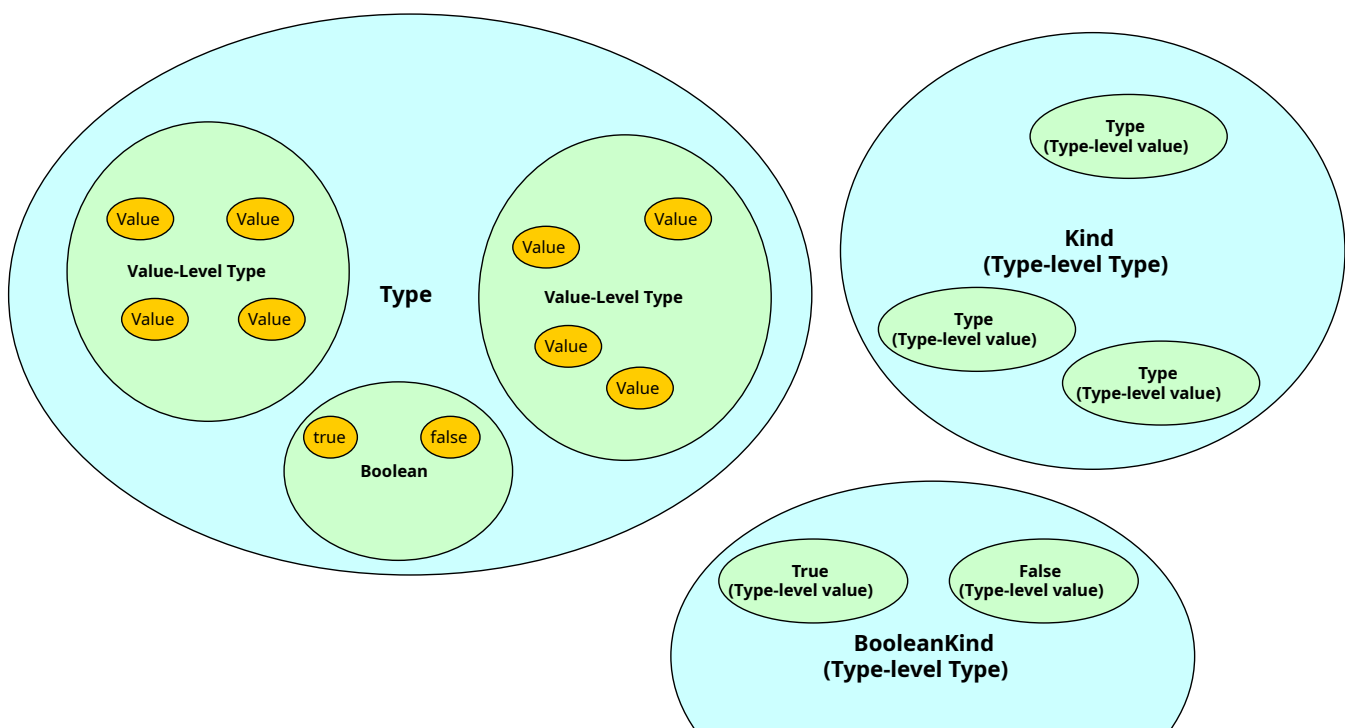 Value
Value
Value-Level Type
Value
Value
Type
Value
Value
Value-Level Type
Value
Value
true
false
Boolean
Type
(Type-level value)
Kind
(Type-level Type)
Type
(Type-level value)
Type
(Type-level value)
True
(Type-level value)
False
(Type-level value)
BooleanKind
(Type-level Type)